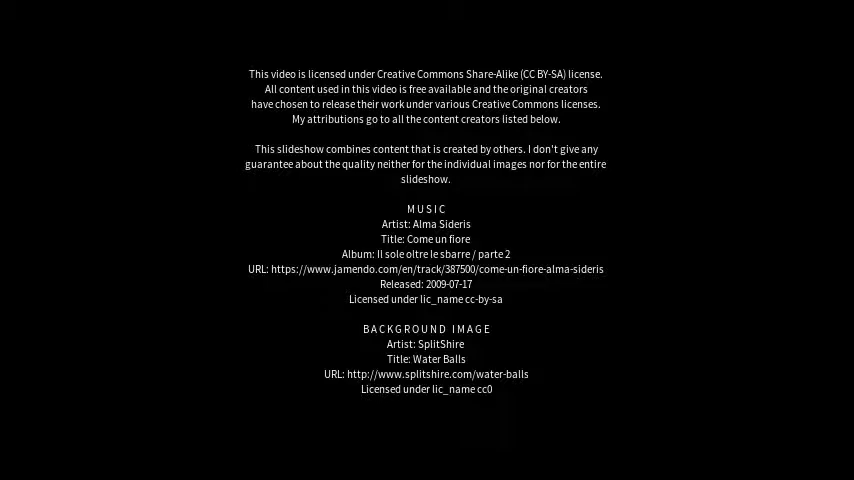 This video is licensed under Creative Commons Share-Alike (CC BY-SA) license.
All content used in this video is free available and the original creators
have chosen to release their work under various Creative Commons licenses.
My attributions go to all the content creators listed below.
This slideshow combines content that is created by others. I don't give any
guarantee about the quality neither for the individual images nor for the entire
slideshow.
MUSIC
Artist: Alma Sideris
Title: Come un fiore
Album: Il sole oltre le sbarre / parte 2
URL: https://www.jamendo.com/en/track/387500/come-un-fiore-alma-sideris
Released: 2009-07-17
Licensed under lic_name cc-by-sa
BACKGROUND IMAGE
Artist: SplitShire
Title: Water Balls
URL: http://www.splitshire.com/water-balls
Licensed under lic_name cc0